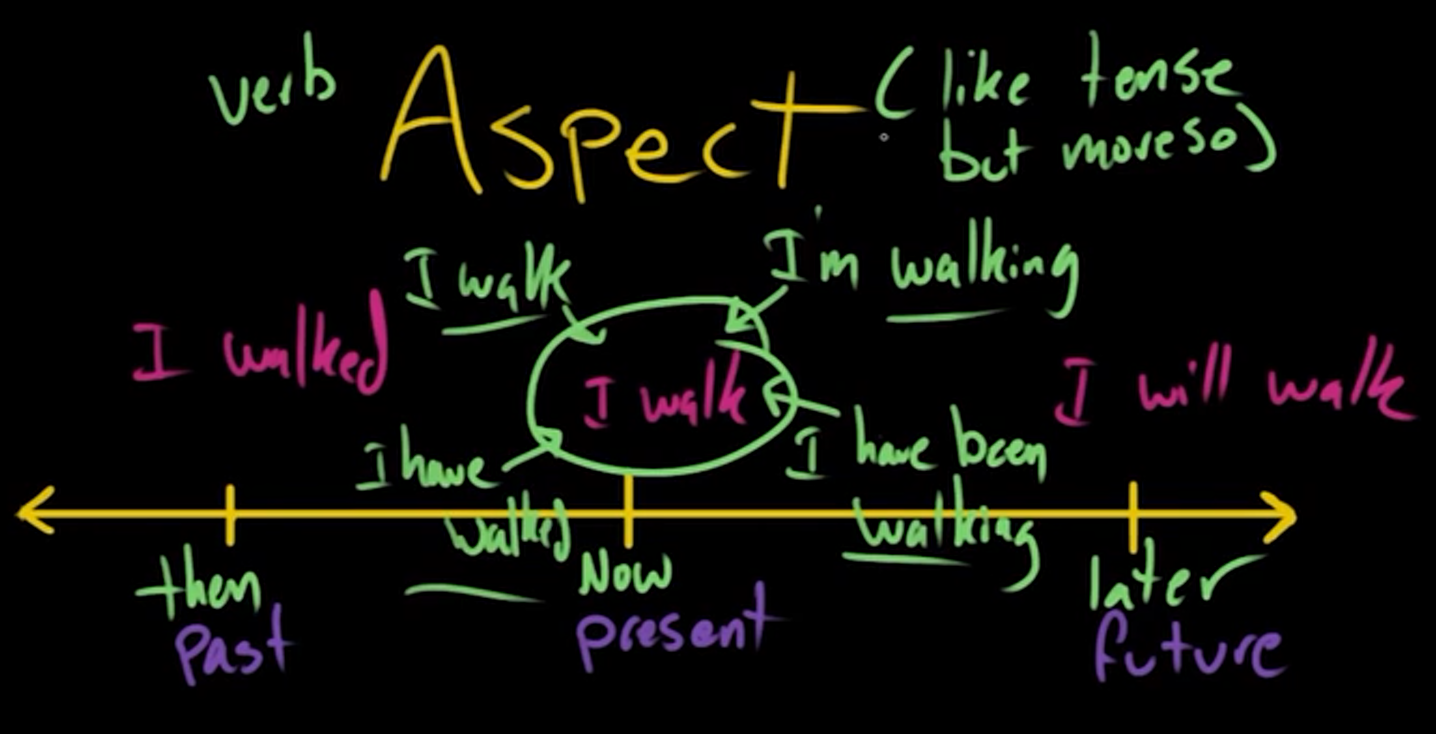 verb Aspect (like tense
but moreso)
I walk
I'm walking
I walked
I walk
I will walk
I have
walked
I have been
walking
then
Now
later
past
present
future